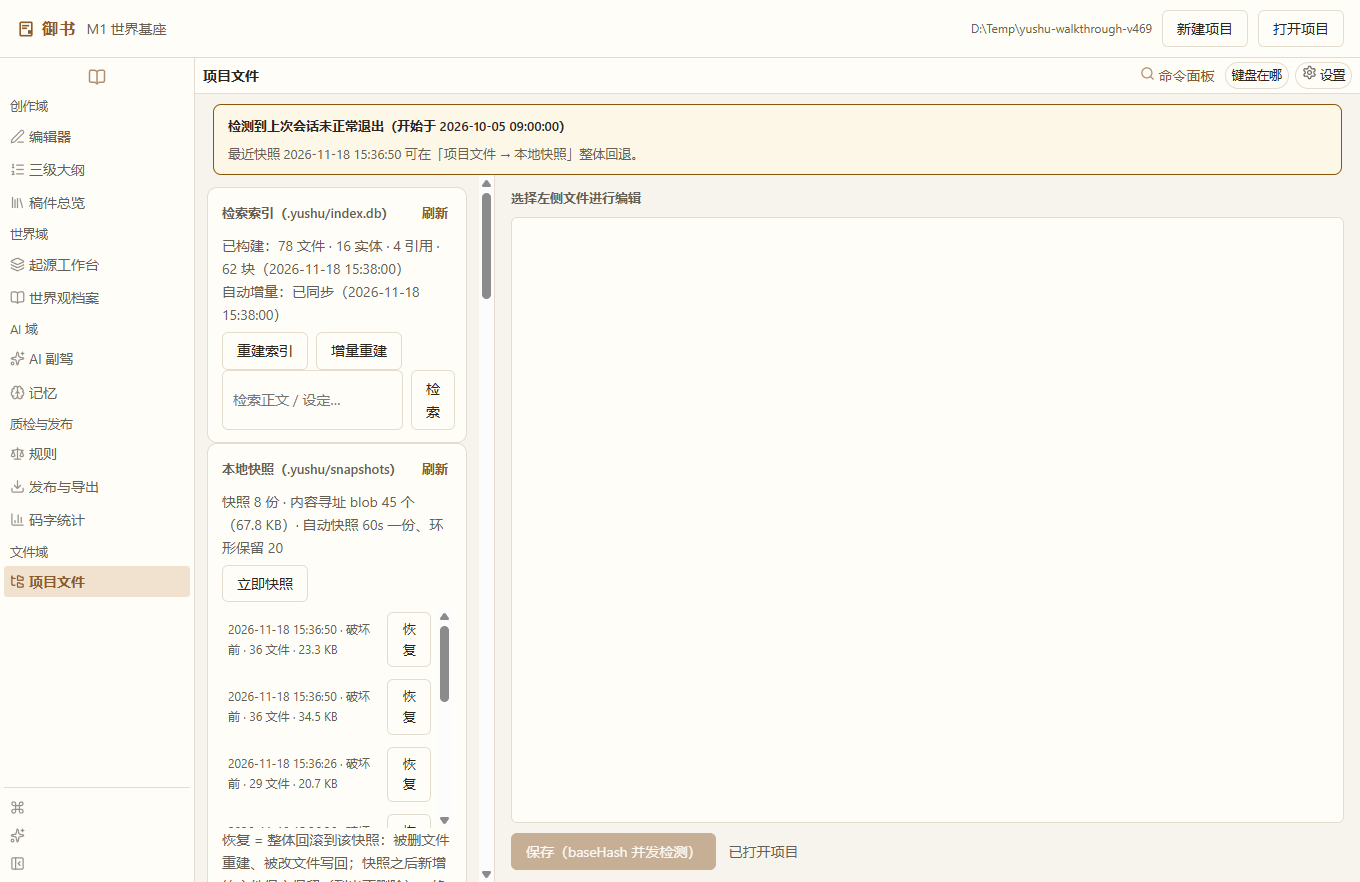 御书 M1 世界基座
D:\Temp\yushu-walkthrough-v469 新建项目 打开项目
创作域
编辑器
三级大纲
稿件总览
世界域
起源工作台
世界观档案
AI 域
AI 副驾
记忆
质检与发布
规则
发布与导出
码字统计
文件域
项目文件
项目文件
命令面板 键盘在哪 设置
检测到上次会话未正常退出（开始于 2026-10-05 09:00:00）
最近快照 2026-11-18 15:36:50 可在「项目文件 → 本地快照」整体回退。
检索索引（.yushu/index.db） 刷新
已构建：78 文件 · 16 实体 · 4 引用 ·
62 块（2026-11-18 15:38:00）
自动增量：已同步（2026-11-18
15:38:00）
重建索引 增量重建
检索正文 / 设定...
检
索
本地快照（.yushu/snapshots） 刷新
快照 8 份 · 内容寻址 blob 45 个
（67.8 KB）· 自动快照 60s 一份、环
形保留 20
立即快照
2026-11-18 15:36:50 · 破坏
前 · 36 文件 · 23.3 KB
恢
复
2026-11-18 15:36:50 · 破坏
前 · 36 文件 · 34.5 KB
恢
复
2026-11-18 15:36:26 · 破坏
前 · 29 文件 · 20.7 KB
恢
复
恢复 = 整体回滚到该快照：被删文件
重建、被改文件写回；快照之后新增
选择左侧文件进行编辑
保存（baseHash 并发检测） 已打开项目